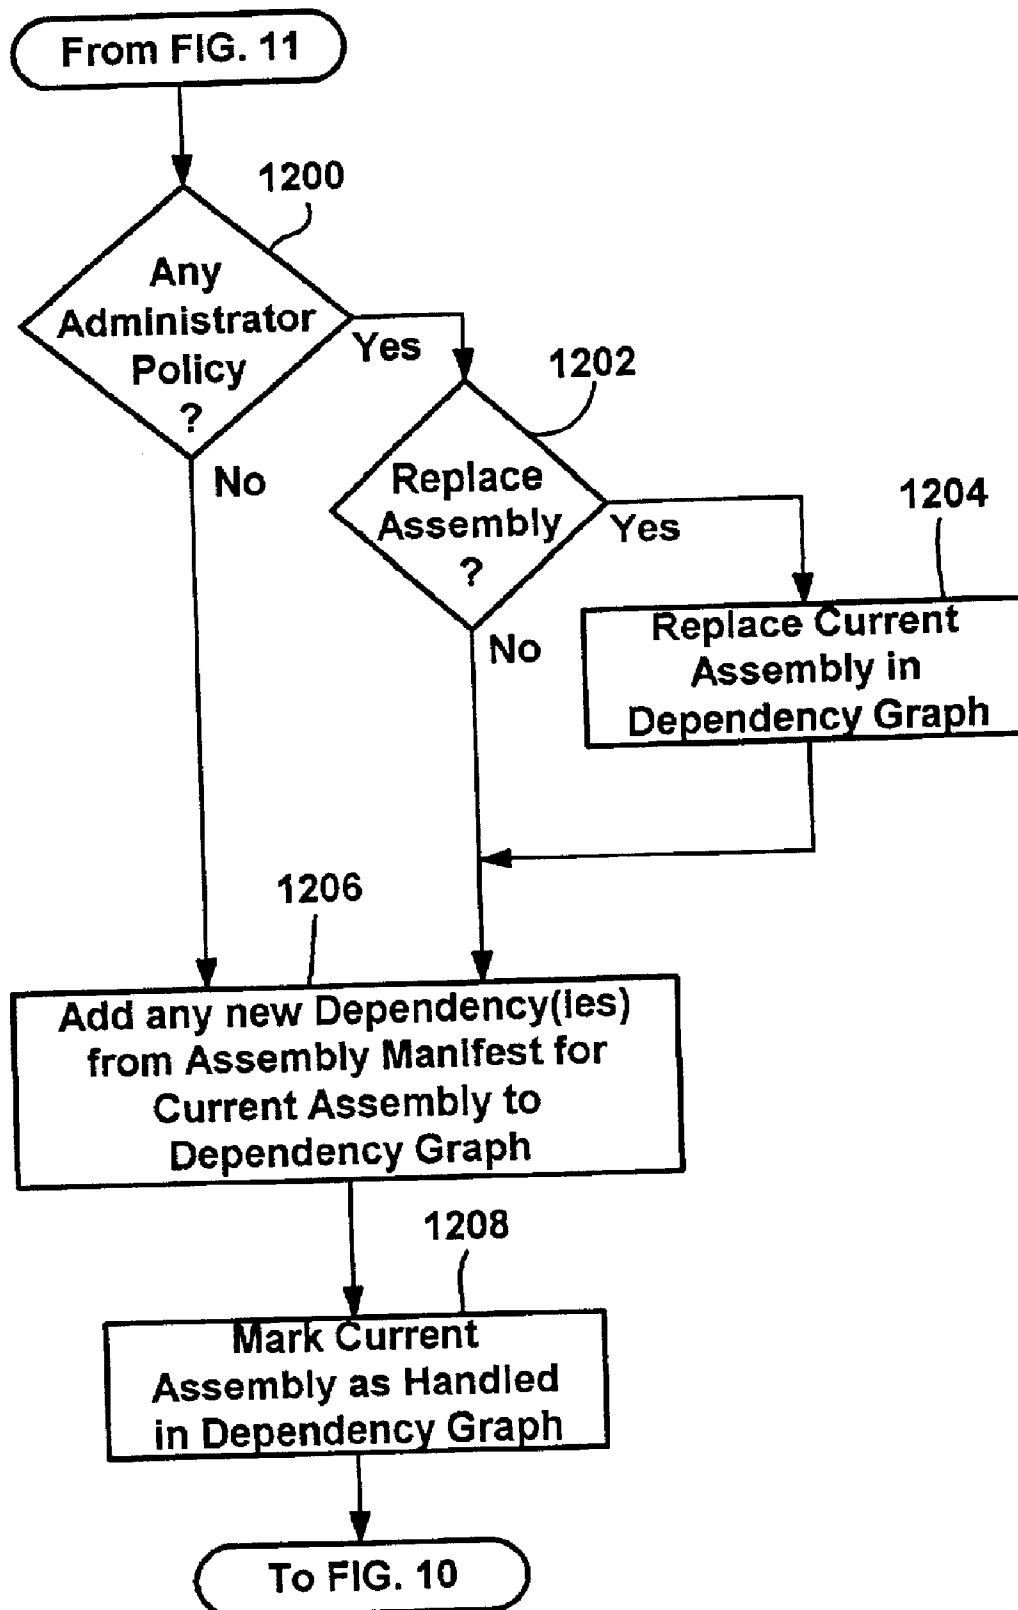 From FIG. 11
1200
Any
Administrator
Policy
?
Yes
No
1202
Replace
Assembly
?
Yes
No
1204
Replace Current
Assembly in
Dependency Graph
1206
Add any new Dependency(ies)
from Assembly Manifest for
Current Assembly to
Dependency Graph
1208
Mark Current
Assembly as Handled
in Dependency Graph
To FIG. 10